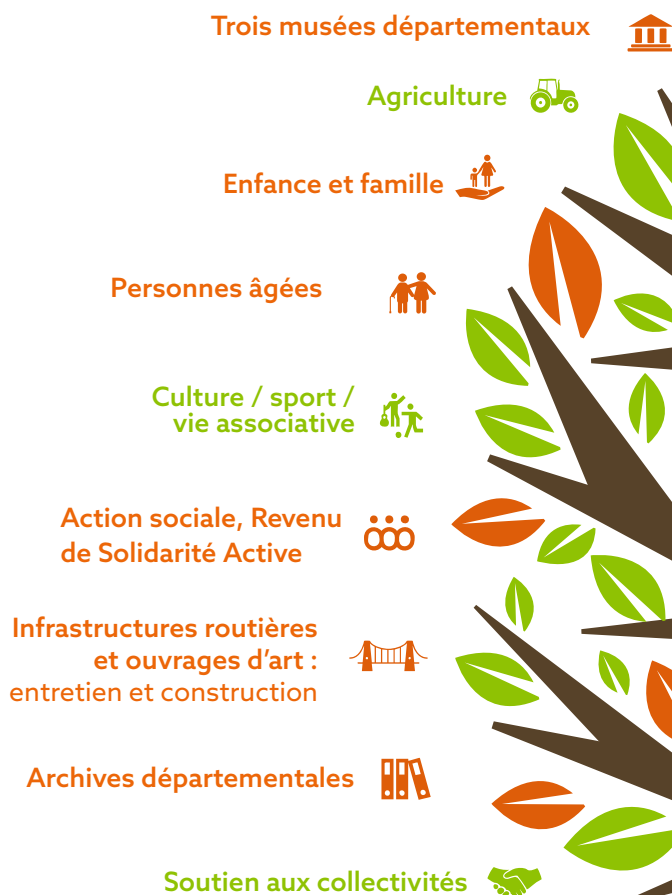 Trois musées départementaux
Agriculture
Enfance et famille
Personnes âgées
Culture / sport /
vie associative
Action sociale, Revenu
de Solidarité Active
Infrastructures routières
et ouvrages d'art :
entretien et construction
Archives départementales
Soutien aux collectivités